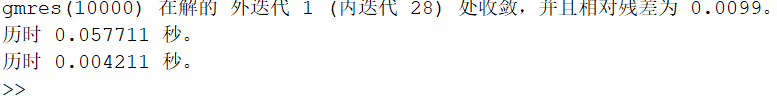 gmres(10000) 在解的 外迭代 1 (内迭代 28) 处收敛，并且相对残差为 0.0099。
历时 0.057711 秒。
历时 0.004211 秒。
>>